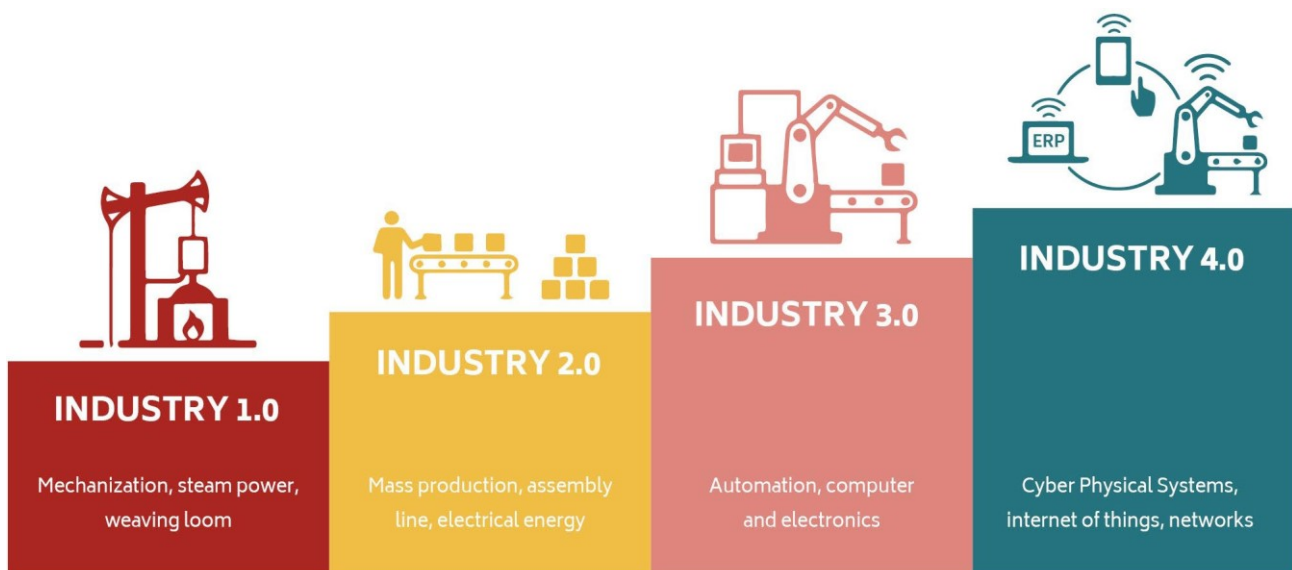 ERP
INDUSTRY 1.0
Mechanization, steam power,
weaving loom
INDUSTRY 2.0
Mass production, assembly
line, electrical energy
INDUSTRY 3.0
Automation, computer
and electronics
INDUSTRY 4.0
Cyber Physical Systems,
internet of things, networks